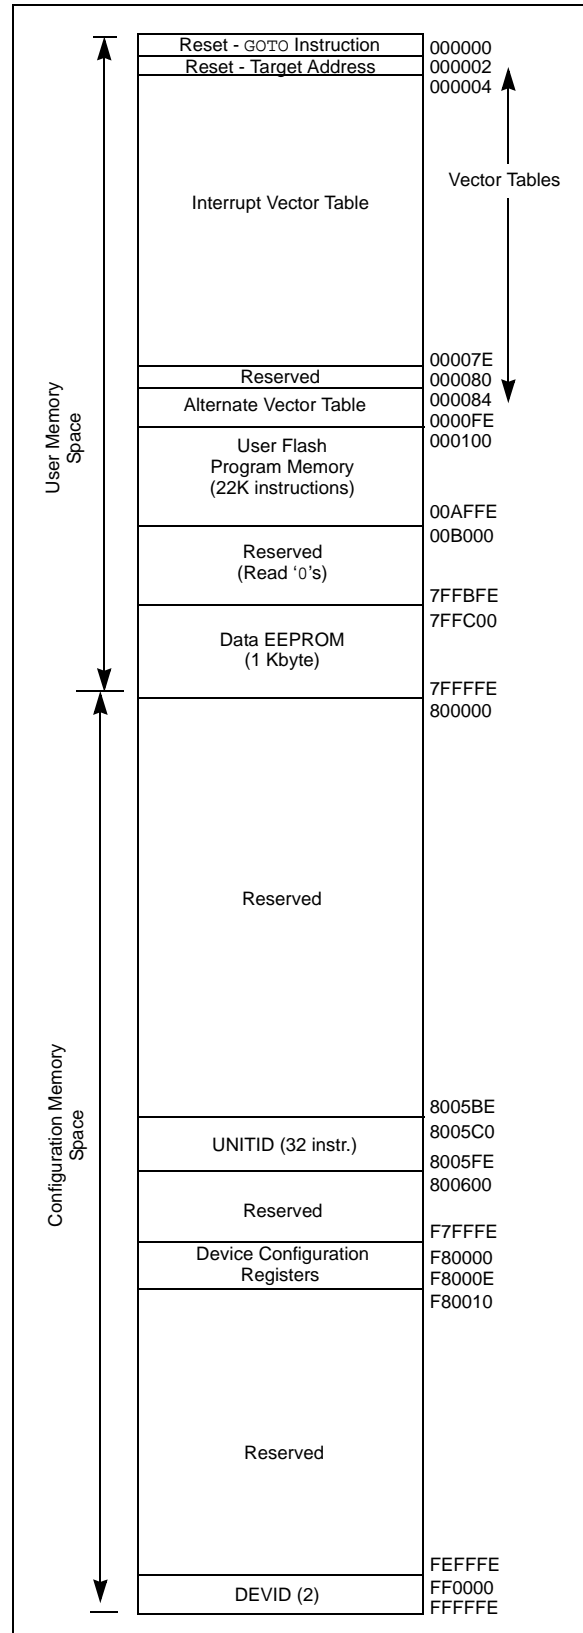 Reset - GOTO Instruction
000000
Reset - Target Address
000002
000004
Vector Tables
Interrupt Vector Table
00007E
Reserved
000080
Alternate Vector Table
000084
0000FE
User Flash
Program Memory
(22K instructions)
000100
00AFFE
00B000
Reserved
(Read ‘0’s)
7FFBFE
7FFC00
Data EEPROM
(1 Kbyte)
7FFFFE
User Memory
Space
800000
Reserved
8005BE
8005C0
UNITID (32 instr.)
8005FE
800600
Reserved
F7FFFE
Device Configuration
Registers
F80000
F8000E
F80010
Reserved
FEFFFE
FF0000
DEVID (2)
FFFFFE
Configuration Memory
Space